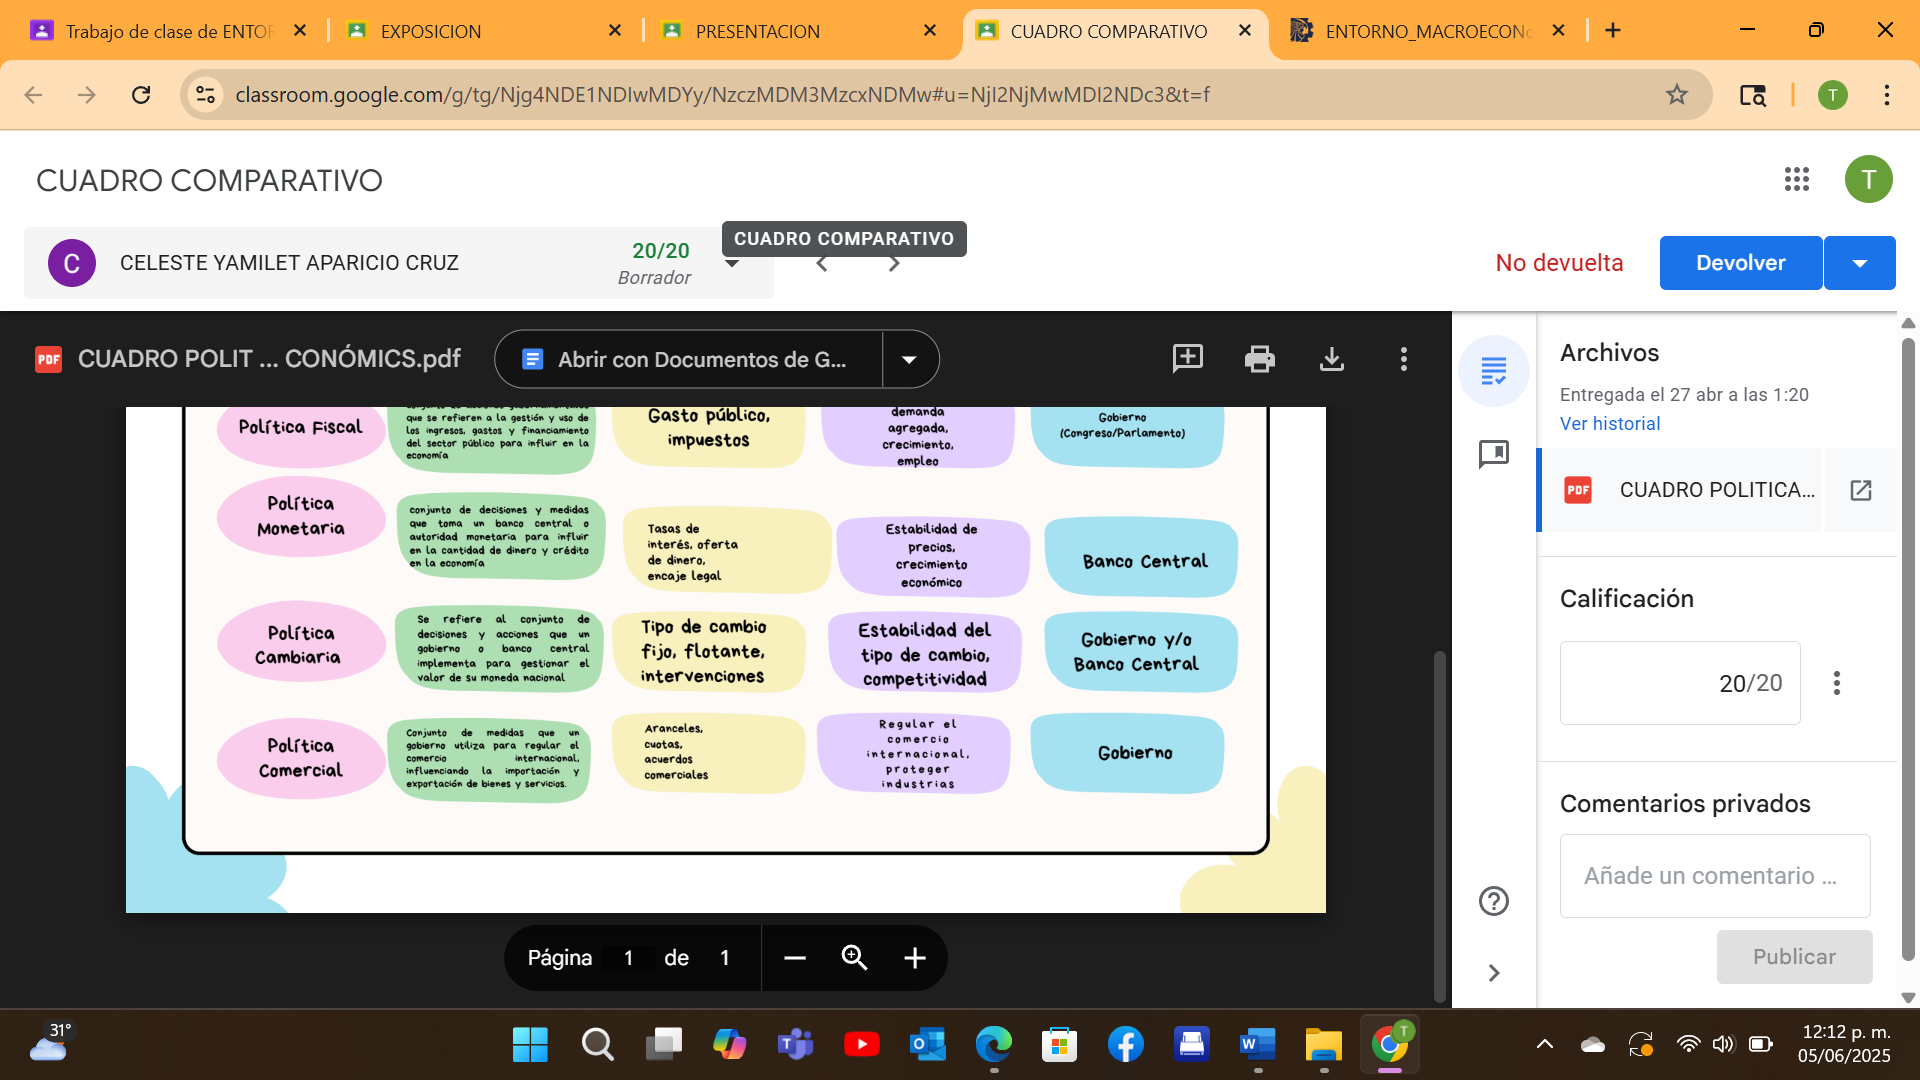 Trabajo de clase de ENTOR
EXPOSICION
PRESENTACION
CUADRO COMPARATIVO
ENTORNO_MACROECON
classroom.google.com/g/tg/Njg4NDE1NDIwMDYy/NzczMDM3MzcxNDMw#u=NjI2NjMwMDI2NDc3&t=f
T
CUADRO COMPARATIVO
T
C
CELESTE YAMILET APARICIO CRUZ
20/20
Borrador
CUADRO COMPARATIVO
No devuelta
Devolver
PDF
CUADRO POLIT ... CONÓMICS.pdf
Abrir con Documentos de G...
Política Fiscal
que se refieren a la gestión y uso de
los ingresos, gastos y financiamiento
del sector público para influir en la
economía
Gasto público,
impuestos
demanda
agregada,
crecimiento,
empleo
Gobierno
(Congreso/Parlamento)
Política
Monetaria
conjunto de decisiones y medidas
que toma un banco central o
autoridad monetaria para influir
en la cantidad de dinero y crédito
en la economía
Tasas de
interés, oferta
de dinero,
encaje legal
Estabilidad de
precios,
crecimiento
económico
Banco Central
Política
Cambiaria
Se refiere al conjunto de
decisiones y acciones que un
gobierno o banco central
implementa para gestionar el
valor de su moneda nacional
Tipo de cambio
fijo, flotante,
intervenciones
Estabilidad del
tipo de cambio,
competitividad
Gobierno y/o
Banco Central
Política
Comercial
Conjunto de medidas que un
gobierno utiliza para regular el
comercio internacional,
influenciando la importación y
exportación de bienes y servicios.
Aranceles,
cuotas,
acuerdos
comerciales
Regular el
comercio
internacional,
proteger
industrias
Gobierno
Página 1 de 1
Archivos
Entregada el 27 abr a las 1:20
Ver historial
PDF
CUADRO POLITICA...
Calificación
20/20
Comentarios privados
Añade un comentario ...
Publicar
31°
T
12:12 p. m.
05/06/2025